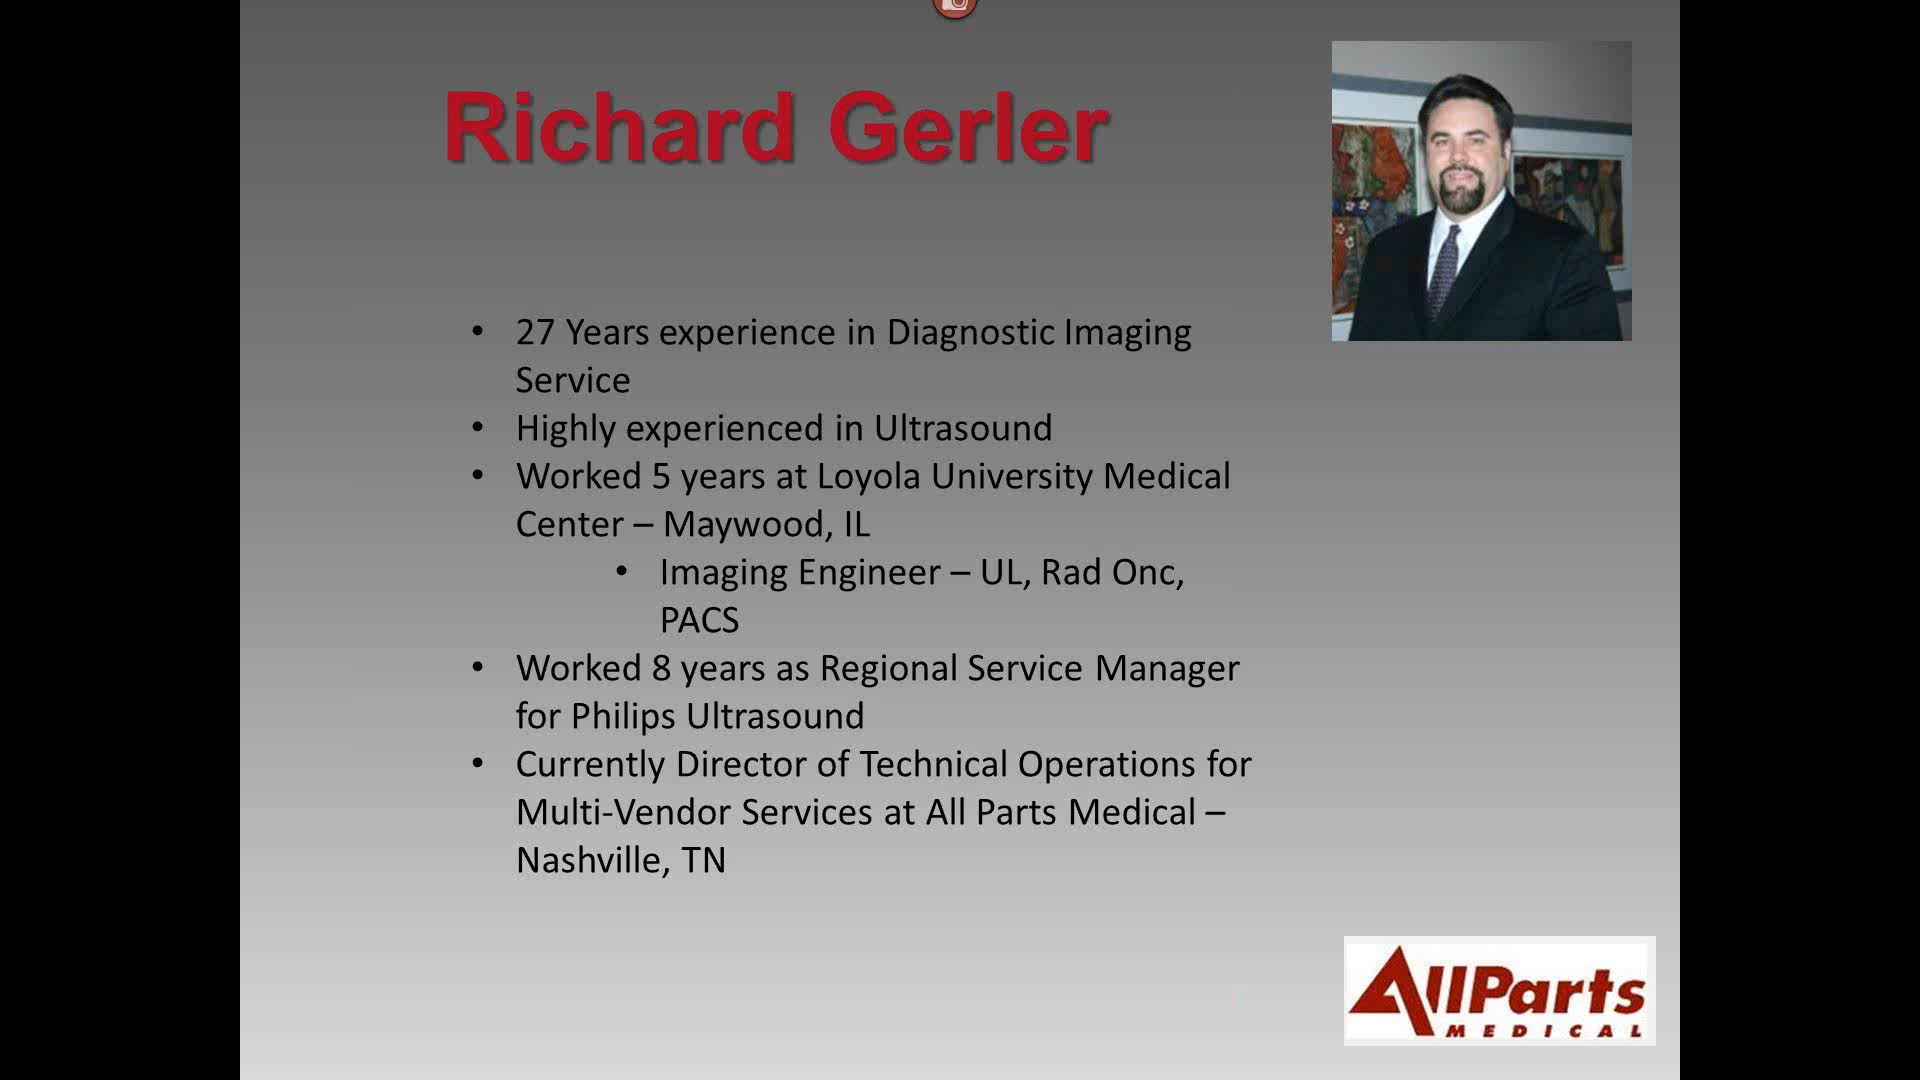 Richard Gerler
• 27 Years experience in Diagnostic Imaging
Service
• Highly experienced in Ultrasound
• Worked 5 years at Loyola University Medical
Center – Maywood, IL
• Imaging Engineer – UL, Rad Onc,
PACS
• Worked 8 years as Regional Service Manager
for Philips Ultrasound
• Currently Director of Technical Operations for
Multi-Vendor Services at All Parts Medical –
Nashville, TN
AllParts
MEDICAL